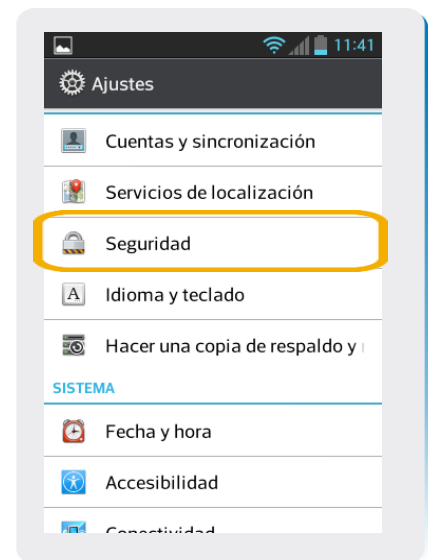 11:41
Ajustes
Cuentas y sincronización
Servicios de localización
Seguridad
A Idioma y teclado
Hacer una copia de respaldo y
SISTEMA
Fecha y hora
Accesibilidad
Conectividad